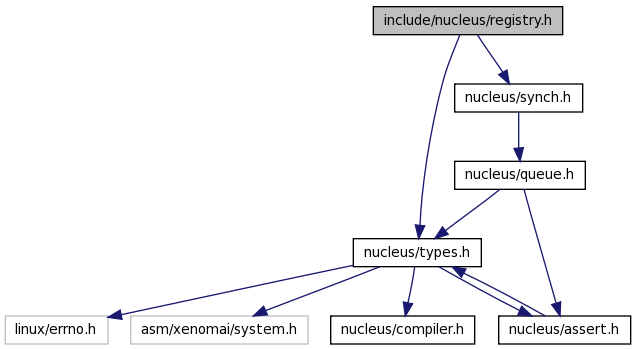 include/nucleus/registry.h
nucleus/synch.h
nucleus/queue.h
nucleus/types.h
linux/errno.h
asm/xenomai/system.h
nucleus/compiler.h
nucleus/assert.h